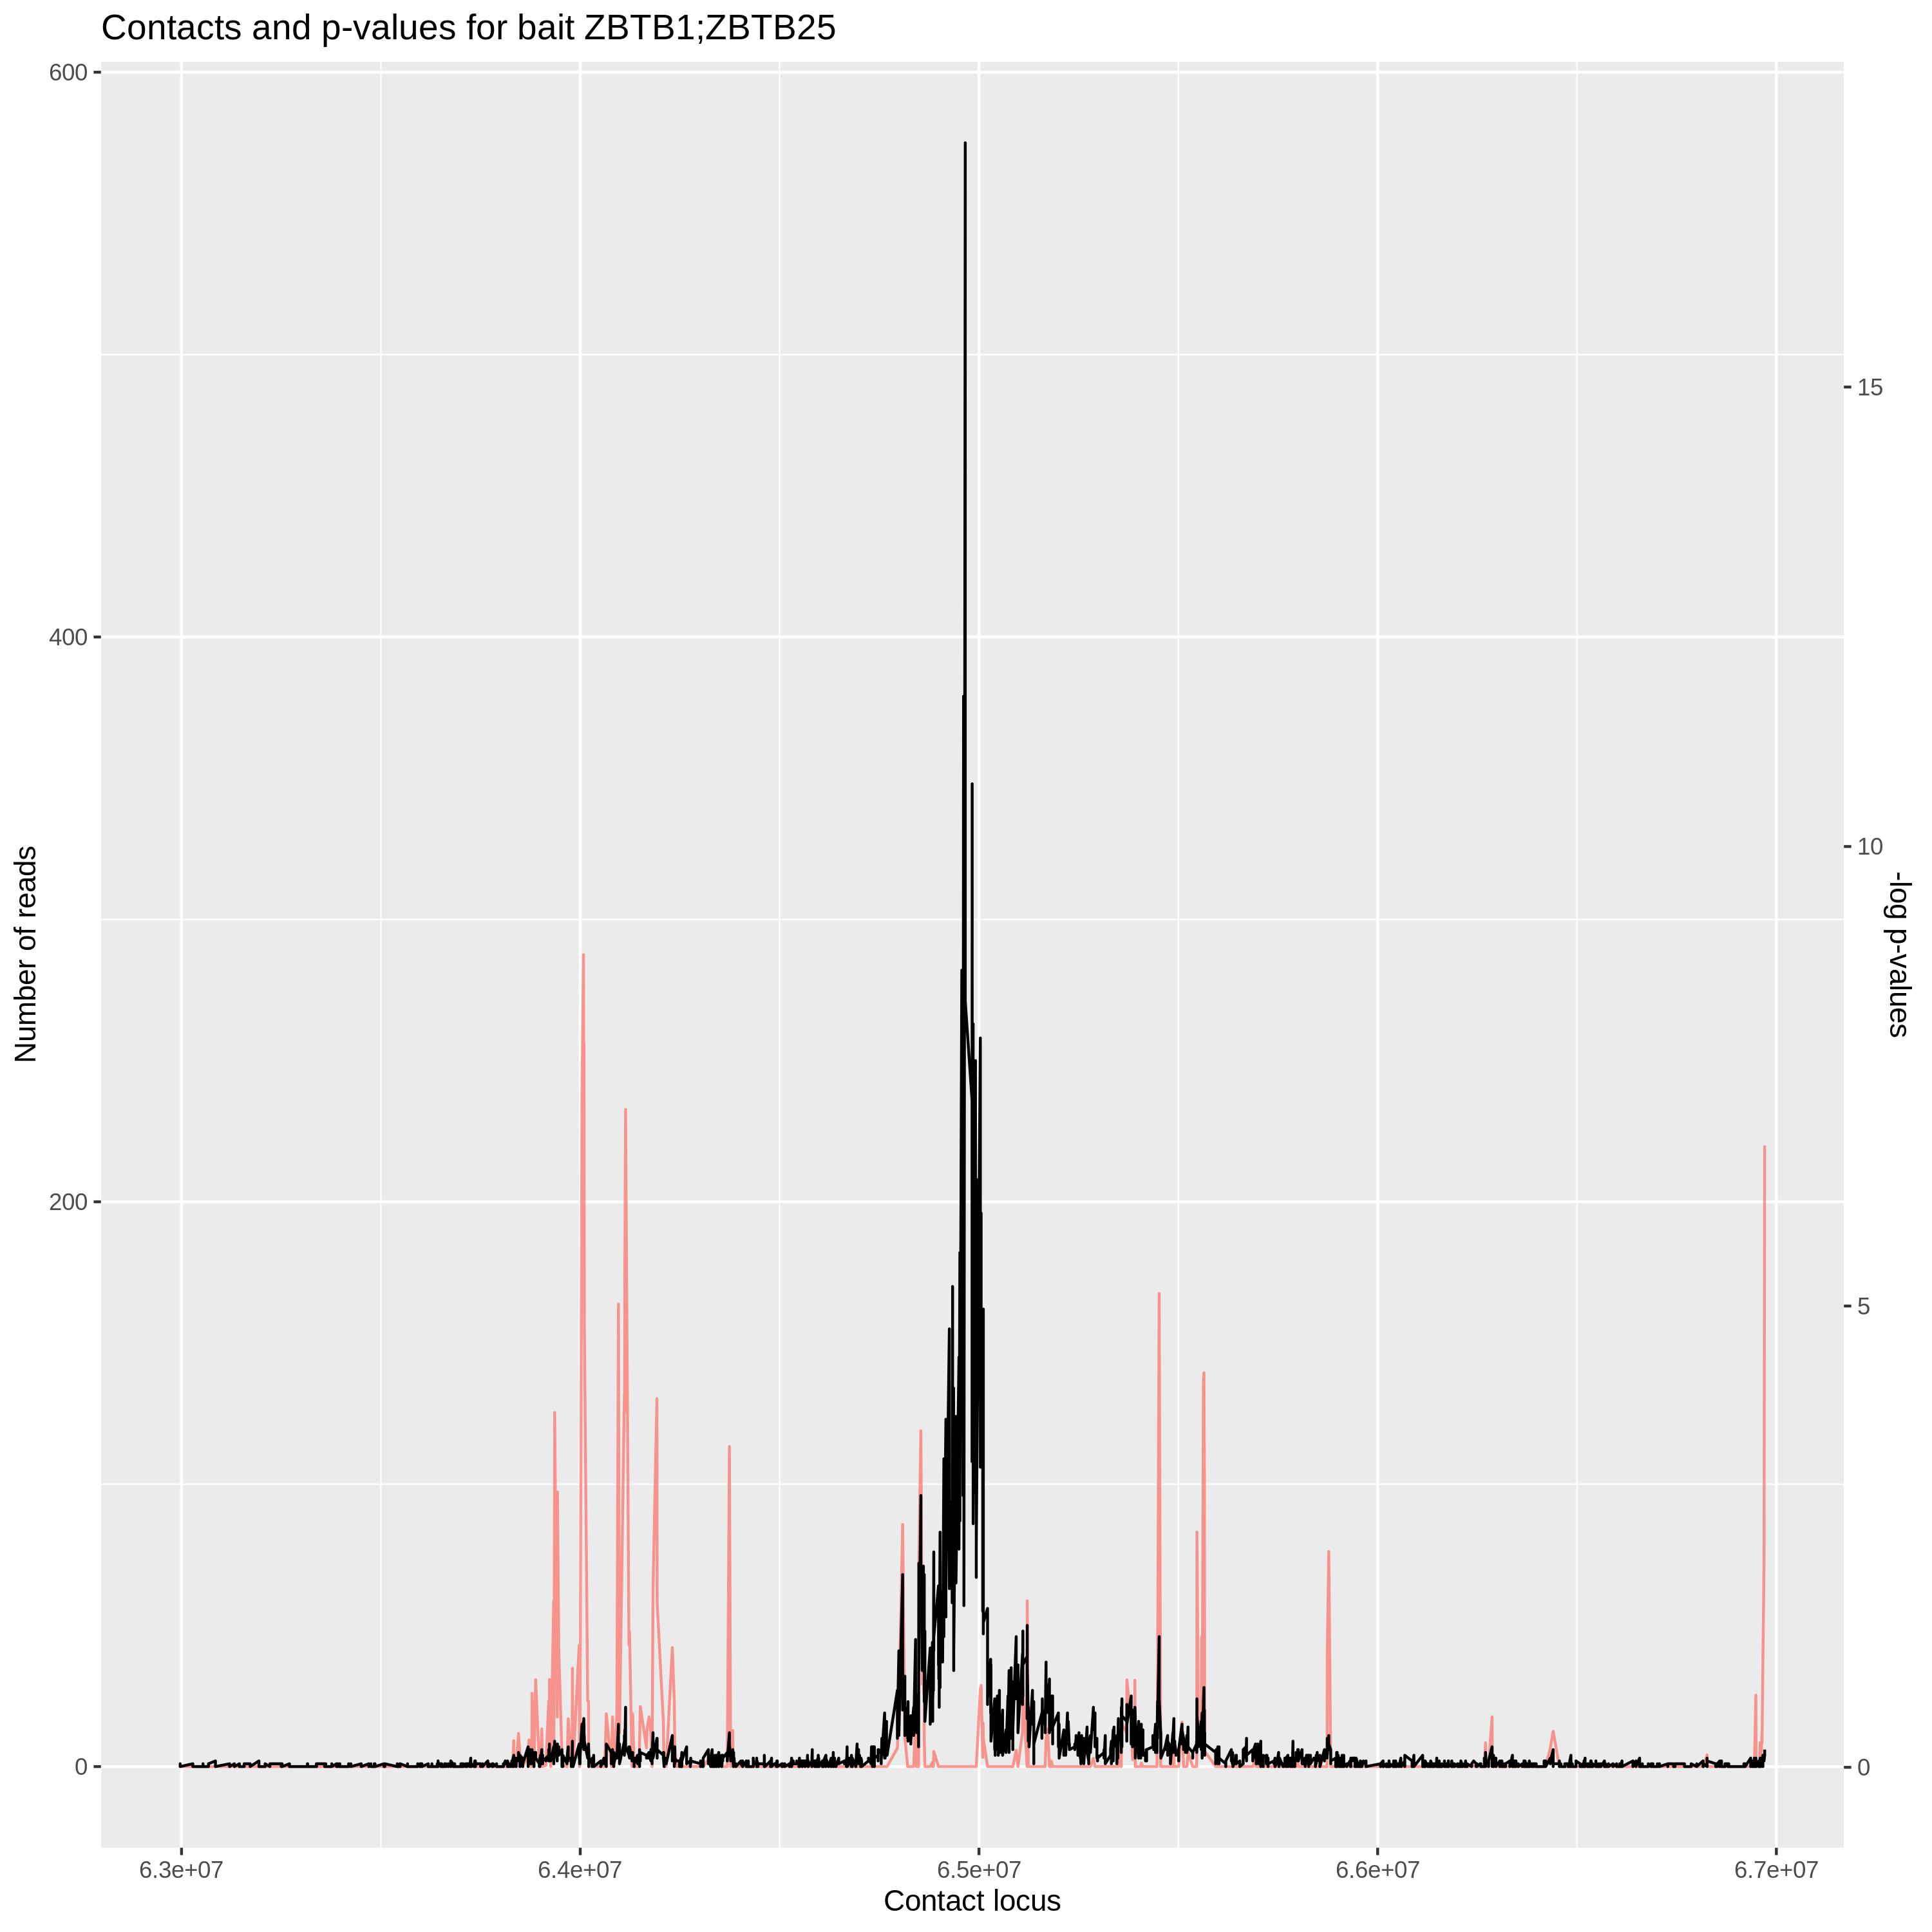 Contacts and p-values for bait ZBTB1;ZBTB25
600
400
200
0
Number of reads
15
10
5
0
-log p-values
6.3e+07 6.4e+07 6.5e+07 6.6e+07 6.7e+07
Contact locus